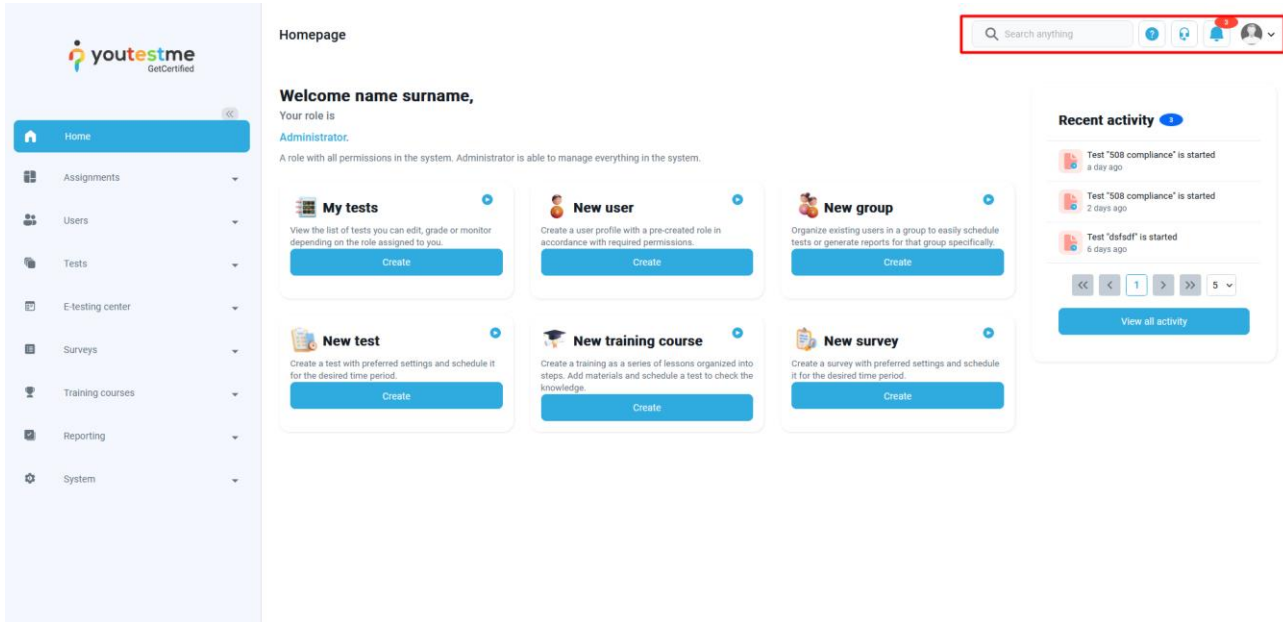 youtestme
GetCertified
Home
Assignments
Users
Tests
E-testing center
Surveys
Training courses
Reporting
System
Homepage
Search anything
3
Welcome name surname,
Your role is
Administrator.
A role with all permissions in the system. Administrator is able to manage everything in the system.
My tests
View the list of tests you can edit, grade or monitor
depending on the role assigned to you.
Create
New user
Create a user profile with a pre-created role in
accordance with required permissions.
Create
New group
Organize existing users in a group to easily schedule
tests or generate reports for that group specifically.
Create
New test
Create a test with preferred settings and schedule it
for the desired time period.
Create
New training course
Create a training as a series of lessons organized into
steps. Add materials and schedule a test to check the
knowledge.
Create
New survey
Create a survey with preferred settings and schedule
it for the desired time period.
Create
Recent activity 3
Test "508 compliance" is started
a day ago
Test "508 compliance" is started
2 days ago
Test "dsfsdf" is started
6 days ago
<< < 1 > >> 5
View all activity